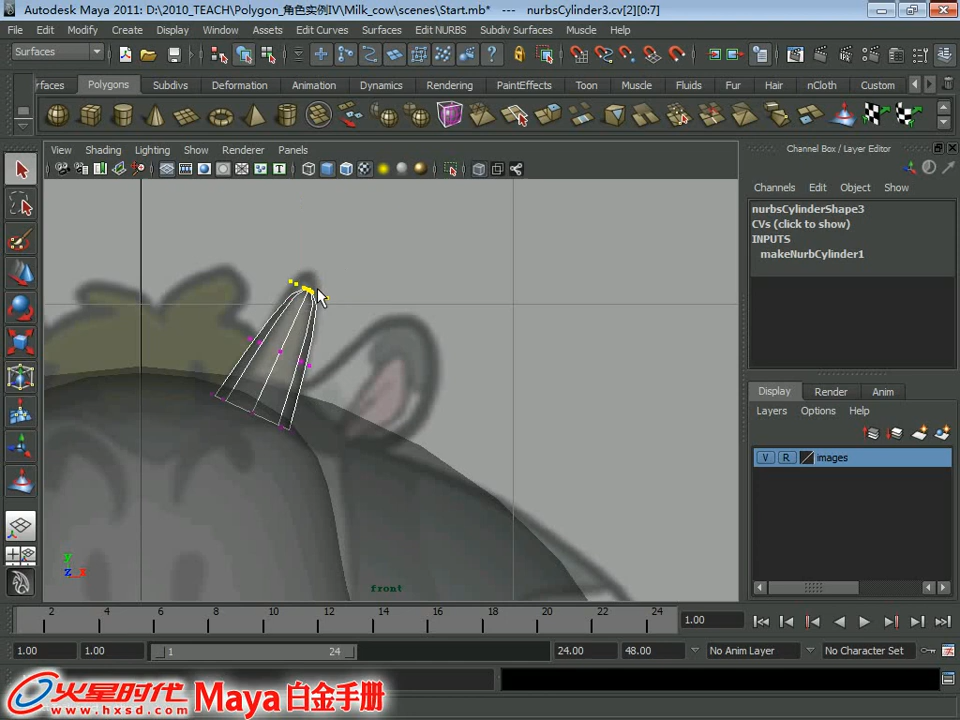 Autodesk Maya 2011: D:\2010_TEACH\Polygon_角色实例IV\Milk_cow\scenes\Start.mb* --- nurbsCylinder3.cv[2][0:7]
File Edit Modify Create Display Window Assets Edit Curves Surfaces Edit NURBS Subdiv Surfaces Muscle Help
Surfaces
rfaces Polygons Subdivs Deformation Animation Dynamics Rendering PaintEffects Toon Muscle Fluids Fur Hair nCloth Custom
View Shading Lighting Show Renderer Panels
Channel Box / Layer Editor
Channels Edit Object Show
nurbsCylinderShape3
CVs (click to show)
INPUTS
makeNurbCylinder1
Display Render Anim
Layers Options Help
V R images
y
z x
front
2 4 6 8 10 12 14 16 18 20 22 24
1.00
1.00 1.00 1 24 24.00 48.00 No Anim Layer No Character Set
火星时代 Maya 白金手册
www.hxsd.com